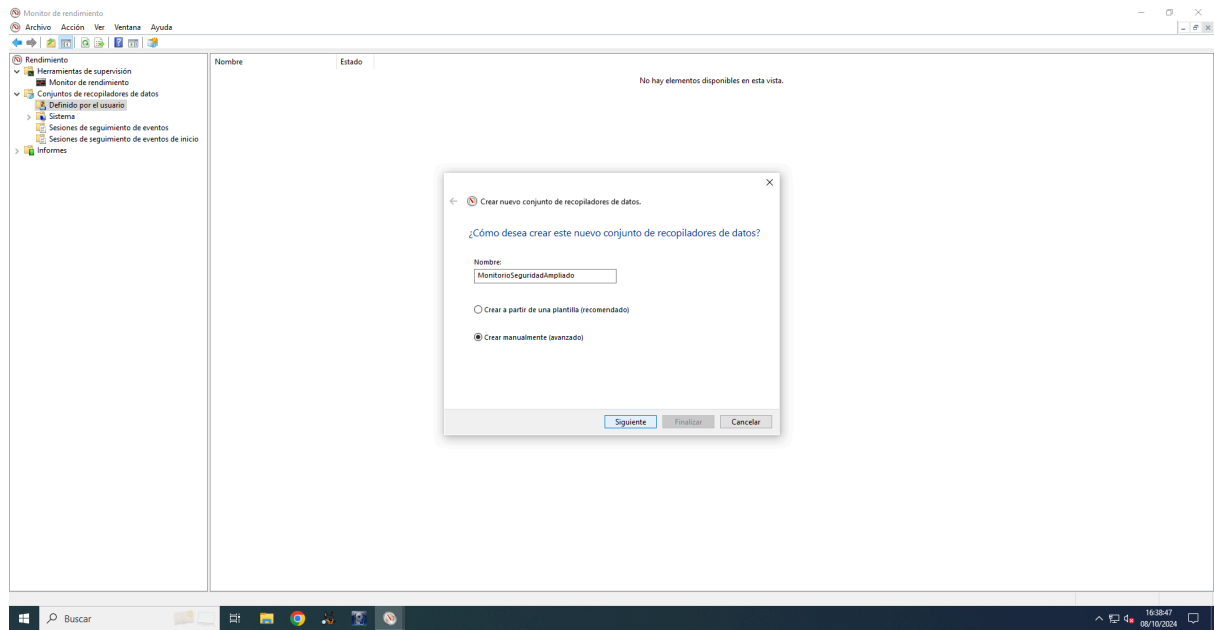 Monitor de rendimiento
Archivo Acción Ver Ventana Ayuda
Rendimiento
Herramientas de supervisión
Monitor de rendimiento
Conjuntos de recopiladores de datos
Definido por el usuario
Sistema
Sesiones de seguimiento de eventos
Sesiones de seguimiento de eventos de inicio
Informes
Nombre Estado
No hay elementos disponibles en esta vista.
Crear nuevo conjunto de recopiladores de datos.
¿Cómo desea crear este nuevo conjunto de recopiladores de datos?
Nombre:
MonitorioSeguridadAmpliado
Crear a partir de una plantilla (recomendado)
Crear manualmente (avanzado)
Siguiente Finalizar Cancelar
Buscar
16:38:47
08/10/2024